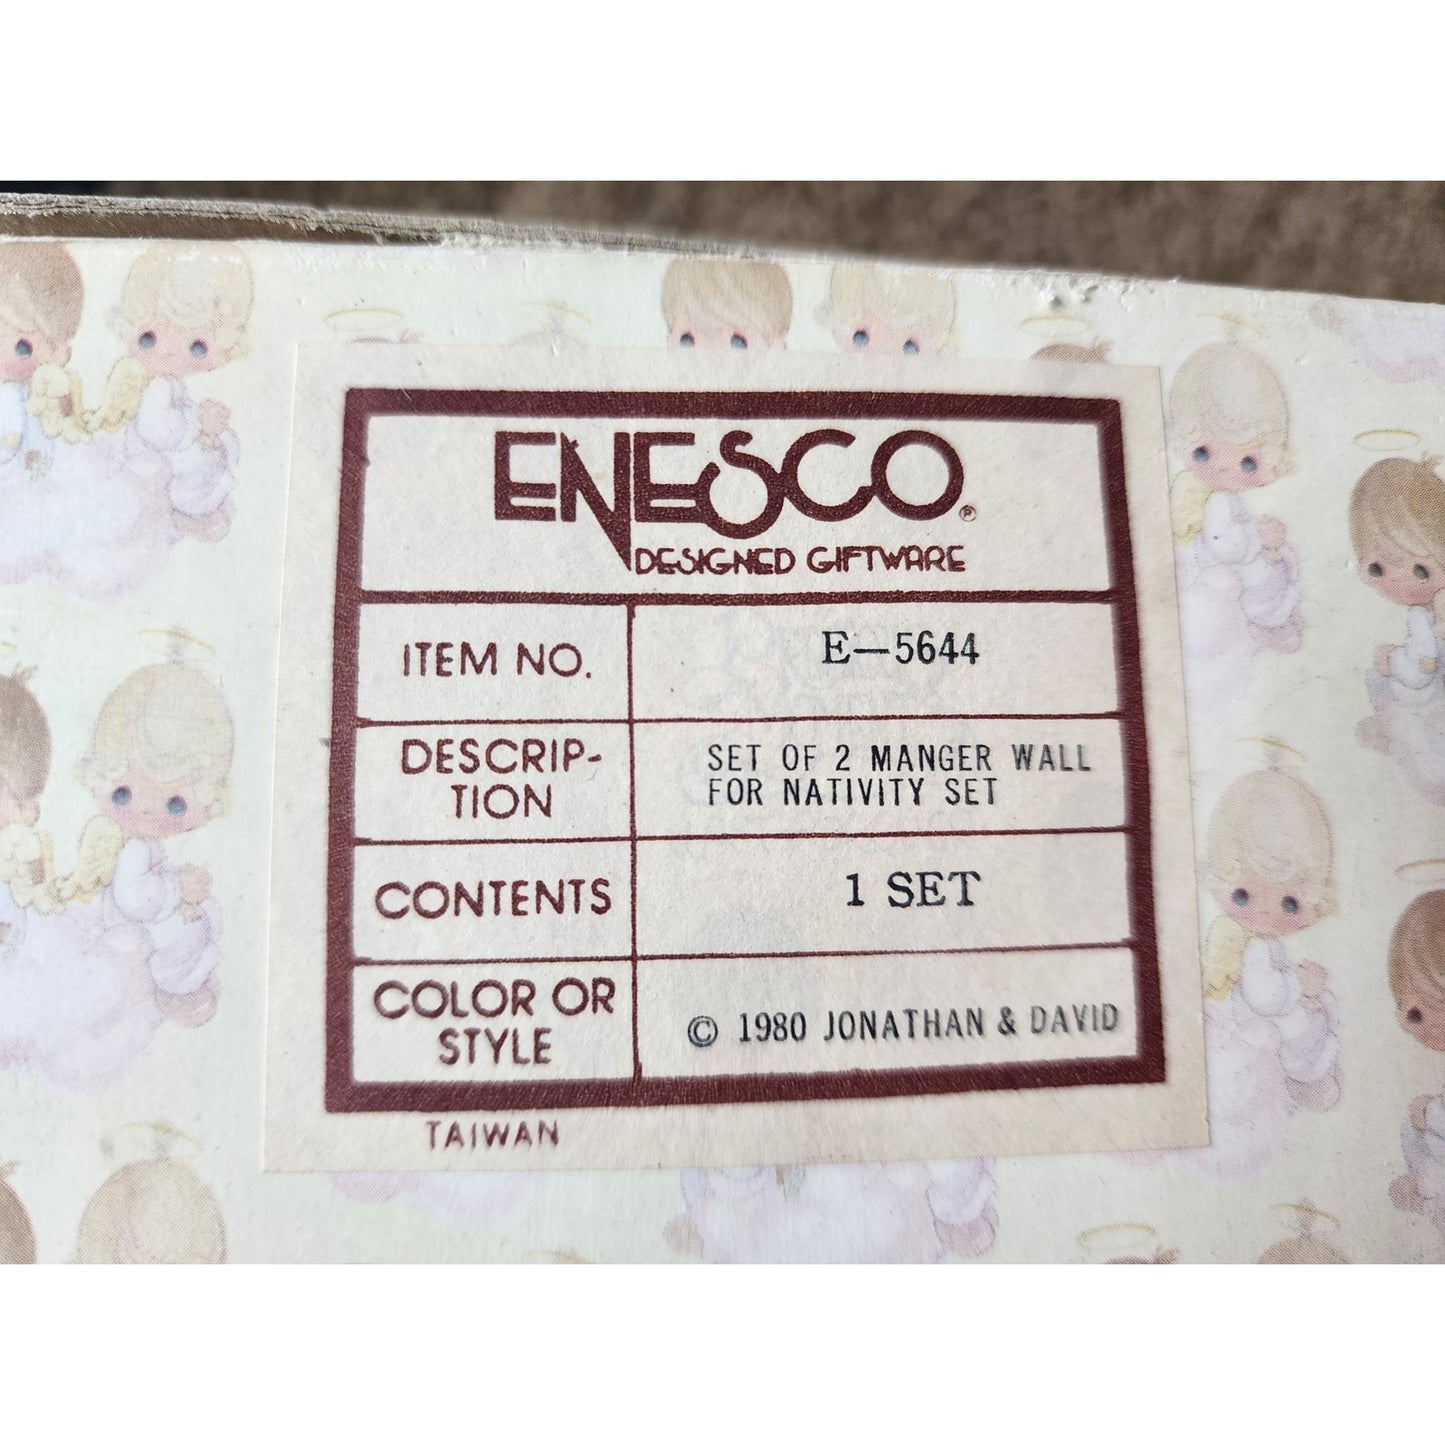 ENESCO®
DESIGNED GIFTWARE
ITEM NO. E—5644
DESCRIP-
TION
SET OF 2 MANGER WALL
FOR NATIVITY SET
CONTENTS 1 SET
COLOR OR
STYLE
© 1980 JONATHAN & DAVID
TAIWAN